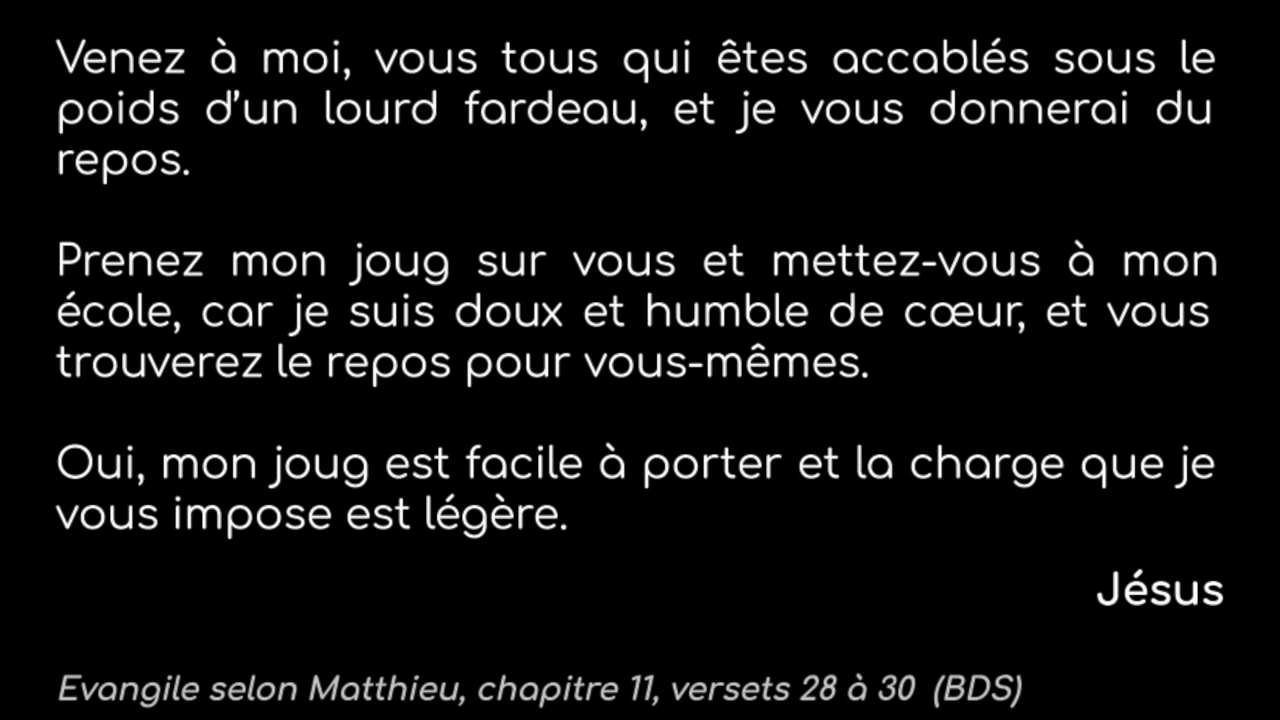 Venez à moi, vous tous qui êtes accablés sous le
poids d’un lourd fardeau, et je vous donnerai du
repos.
Prenez mon joug sur vous et mettez-vous à mon
école, car je suis doux et humble de cœur, et vous
trouverez le repos pour vous-mêmes.
Oui, mon joug est facile à porter et la charge que je
vous impose est légère.
Jésus
Evangile selon Matthieu, chapitre 11, versets 28 à 30 (BDS)